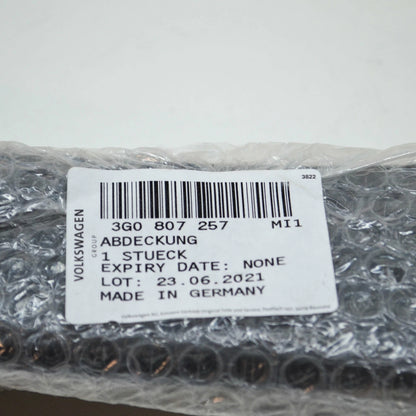 3822
3G0 807 257 MI1
ABDECKUNG
1 STUECK
EXPIRY DATE: NONE
LOT: 23.06.2021
MADE IN GERMANY
VOLKSWAGEN
GROUP